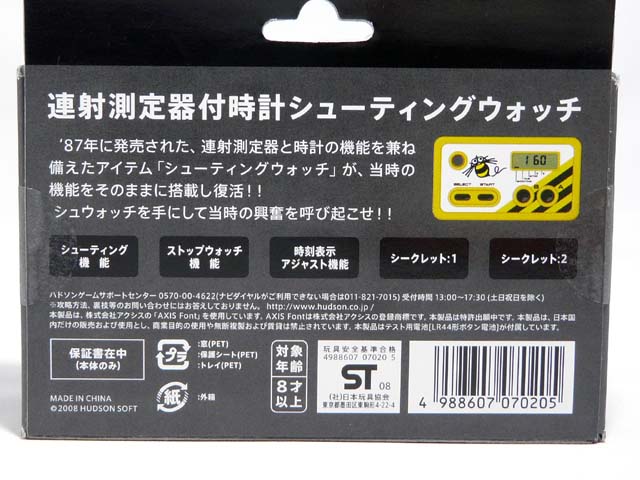 連射測定器付時計シューティングウォッチ
'87年に発売された、連射測定器と時計の機能を兼ね
備えたアイテム「シューティングウォッチ」が、当時の
機能をそのままに搭載し復活!!
シュウォッチを手にして当時の興奮を呼び起こせ!!
160
SELECT START
シューティング
機能
ストップウォッチ
機能
時刻表示
アジャスト機能
シークレット:1
シークレット:2
ハドソンゲームサポートセンター 0570-00-4622(ナビダイヤルがご利用できない場合は011-821-7015) 受付時間 13:00~17:30 (土日祝日を除く)
※攻略方法、裏技等のお問い合わせにはお答えしておりません。http://www.hudson.co.jp/
本製品は、株式会社アクシスの「AXIS Font」を使用しています。AXIS Fontは株式会社アクシスの登録商標です。本製品は特許出願中です。本製品は、日本国
内だけの販売および使用とし、商業目的の使用や無断複製および賃貸は禁止されています。本製品はテスト用電池[LR44形ボタン電池]が付属しています。
保証書在中
(本体のみ)
プラ
:窓(PET)
:保護シート(PET)
:トレイ(PET)
紙
:外箱
対象
年齢
8才
以上
玩具安全基準合格
4988607 07020 5
ST 08
(社)日本玩具協会
東京都墨田区東駒形4-22-4
MADE IN CHINA
©2008 HUDSON SOFT
4 988607 070205